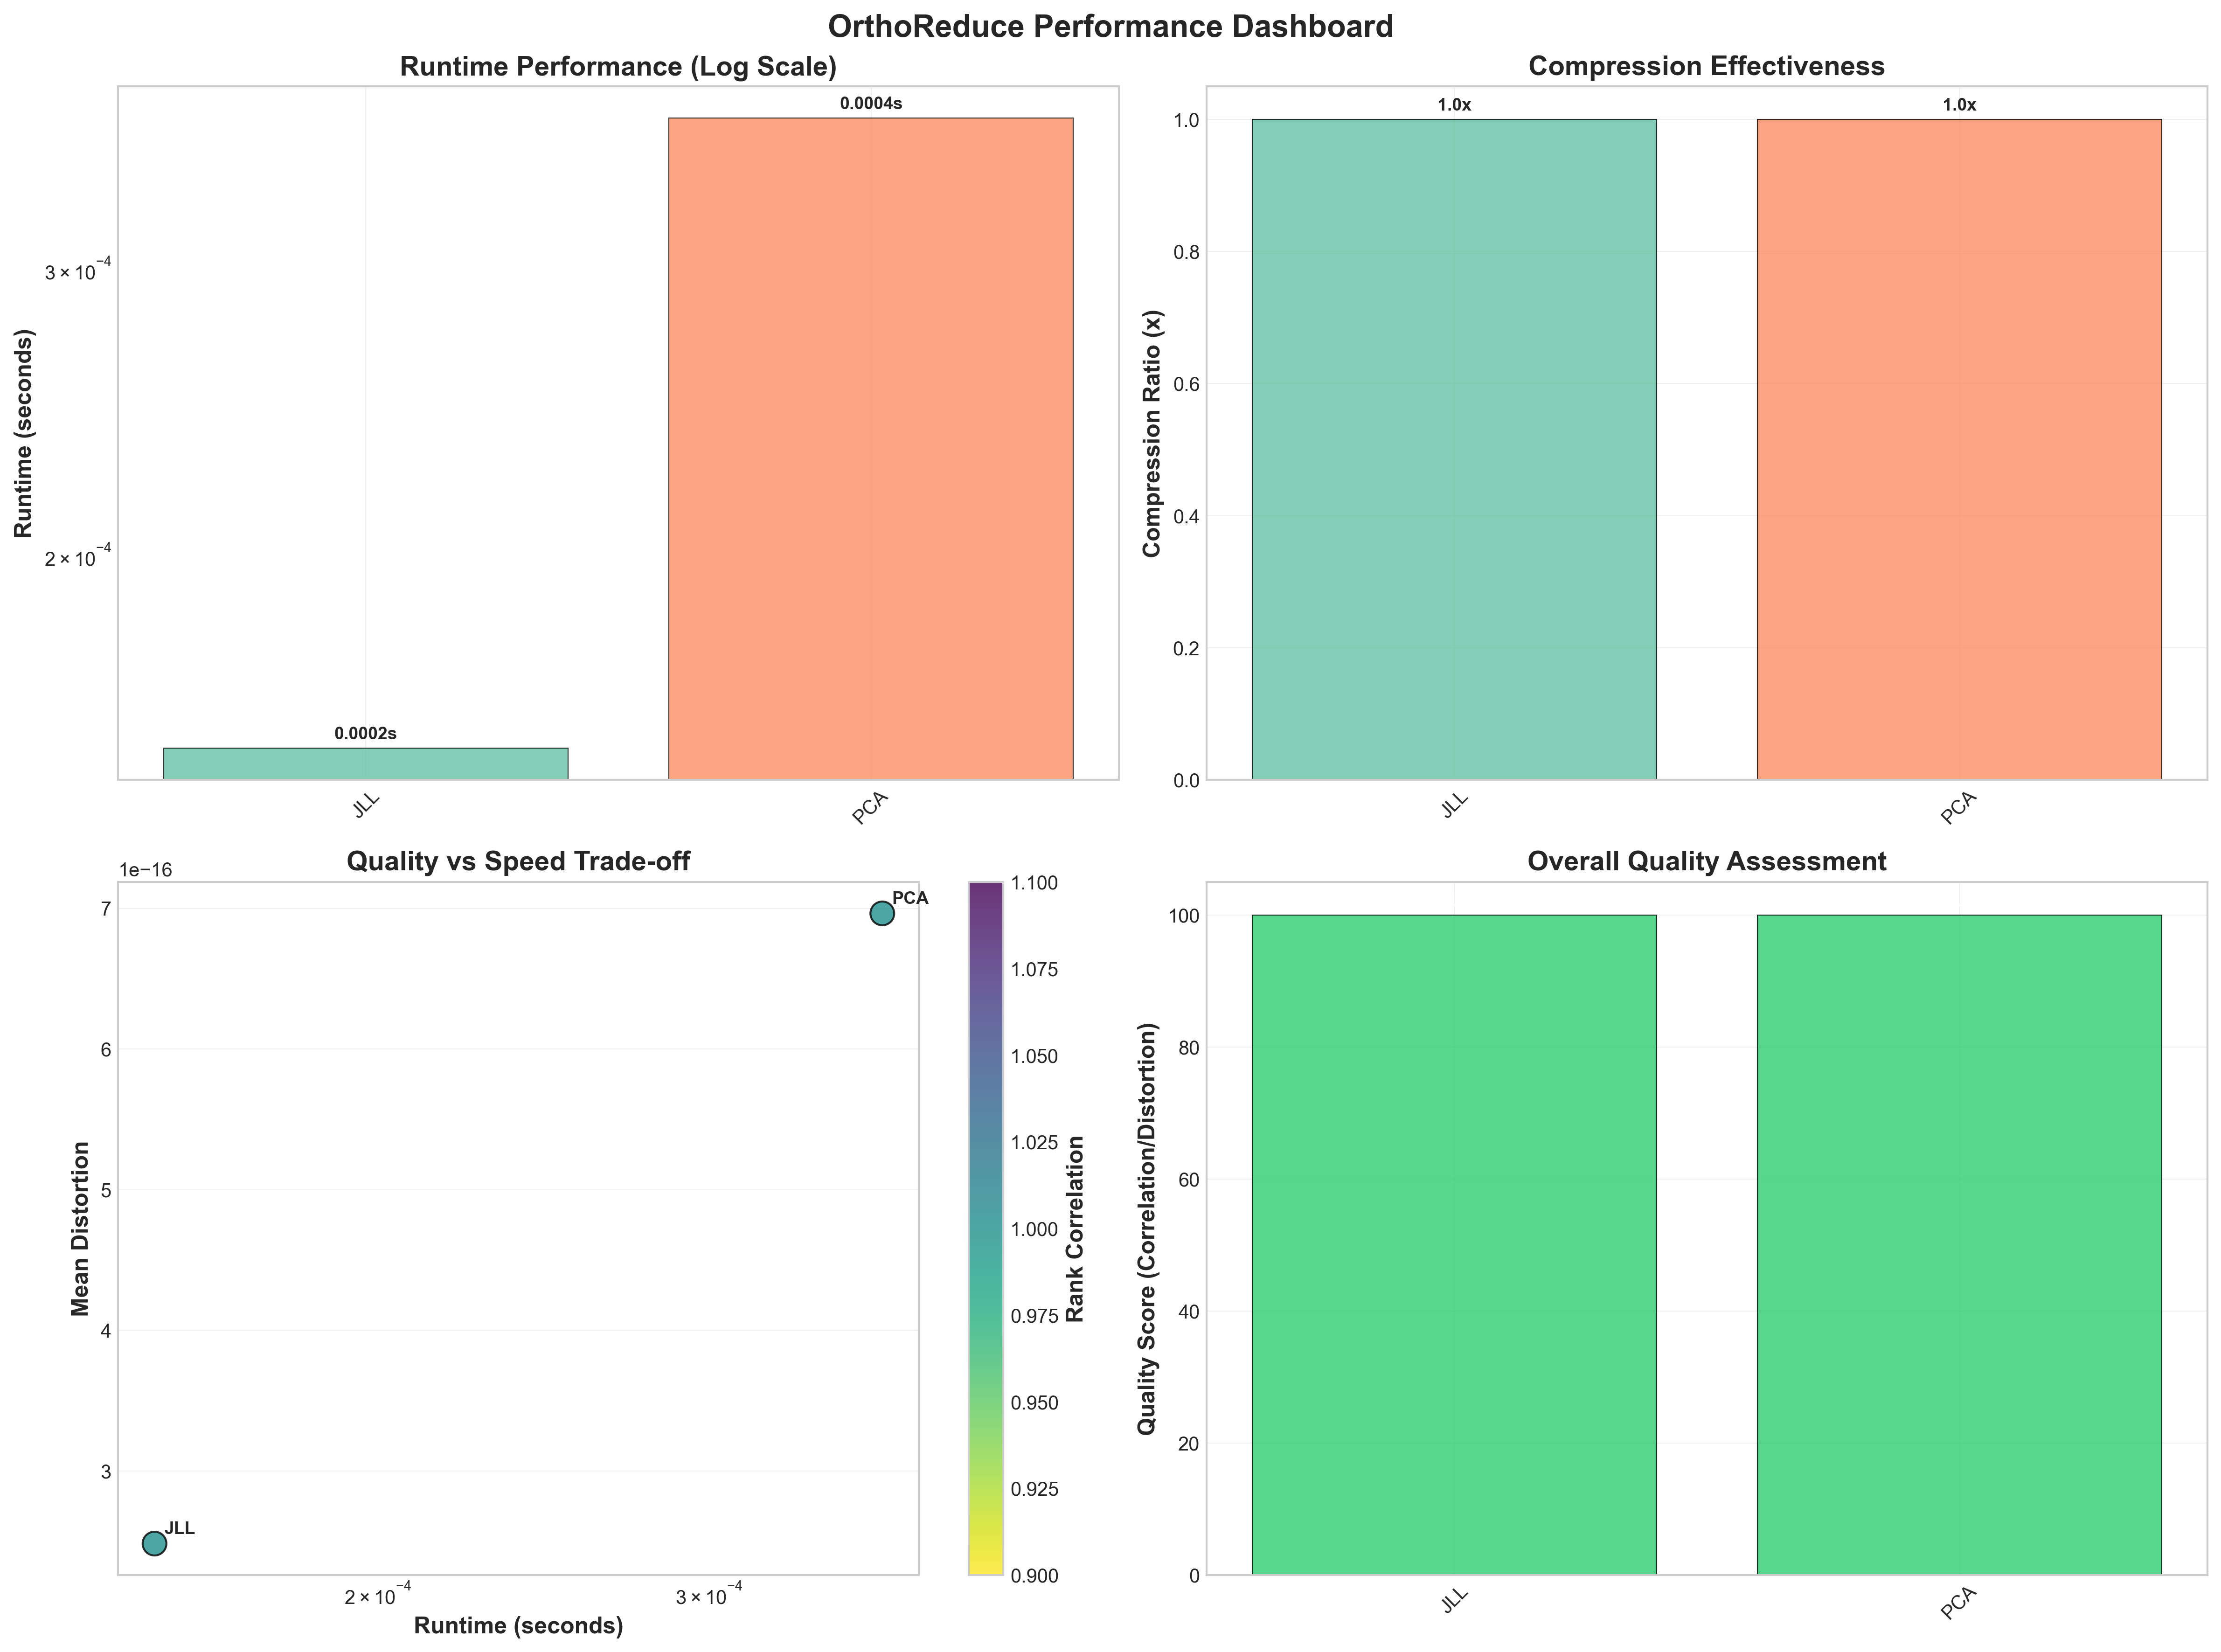 OrthoReduce Performance Dashboard
Runtime Performance (Log Scale)
0.0004s
0.0002s
3 × 10⁻⁴
2 × 10⁻⁴
Runtime (seconds)
JLL
PCA
Compression Effectiveness
1.0x
1.0x
1.0
0.8
0.6
0.4
0.2
0.0
Compression Ratio (x)
JLL
PCA
Quality vs Speed Trade-off
1e−16
7
6
5
4
3
Mean Distortion
PCA
JLL
2 × 10⁻⁴
3 × 10⁻⁴
Runtime (seconds)
1.100
1.075
1.050
1.025
1.000
0.975
0.950
0.925
0.900
Rank Correlation
Overall Quality Assessment
100
80
60
40
20
0
Quality Score (Correlation/Distortion)
JLL
PCA